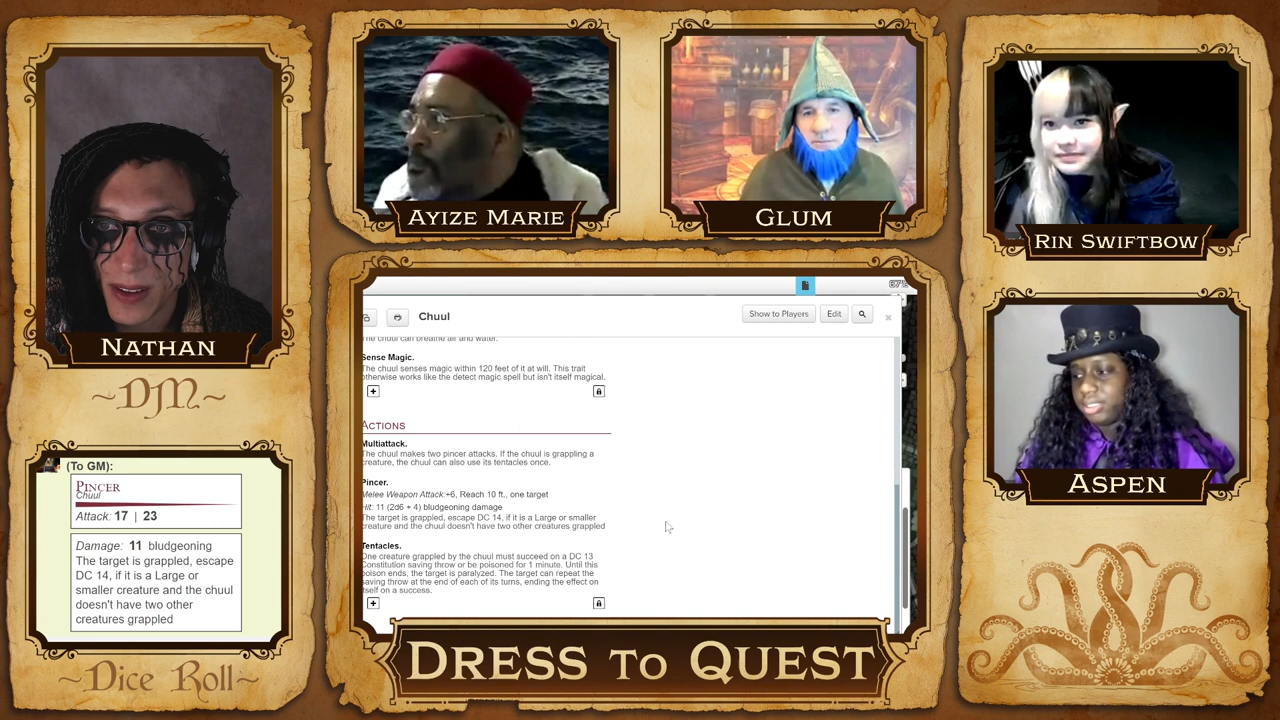 NATHAN
~DM~
(To GM):
PINCER
Chuul
Attack: 17 | 23
Damage: 11 bludgeoning
The target is grappled, escape
DC 14, if it is a Large or
smaller creature and the chuul
doesn't have two other
creatures grappled
~Dice Roll~
AYIZE MARIE
GLUM
87%
Chuul
Show to Players
Edit
The chuul can breathe air and water.
Sense Magic.
The chuul senses magic within 120 feet of it at will. This trait
otherwise works like the detect magic spell but isn't itself magical.
ACTIONS
Multiattack.
The chuul makes two pincer attacks. If the chuul is grappling a
creature, the chuul can also use its tentacles once.
Pincer.
Melee Weapon Attack:+6, Reach 10 ft., one target
Hit: 11 (2d6 + 4) bludgeoning damage
The target is grappled, escape DC 14, if it is a Large or smaller
creature and the chuul doesn't have two other creatures grappled
Tentacles.
One creature grappled by the chuul must succeed on a DC 13
Constitution saving throw or be poisoned for 1 minute. Until this
poison ends, the target is paralyzed. The target can repeat the
saving throw at the end of each of its turns, ending the effect on
itself on a success.
DRESS TO QUEST
RIN SWIFTBOW
ASPEN